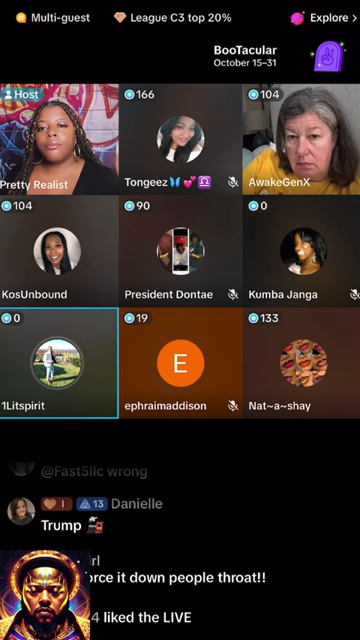 Multi-guest
League C3 top 20%
Explore >
BooTacular
October 15–31
Host
166
104
Pretty Realist
Tongeez🦋💕♎
AwakeGenX
104
90
0
KosUnbound
President Dontae
Kumba Janga
0
19
133
E
1Litspirit
ephraimaddison
Nat~a~shay
@Fast5llc wrong
I
13
Danielle
Trump 🚂
orce it down people throat!!
4 liked the LIVE